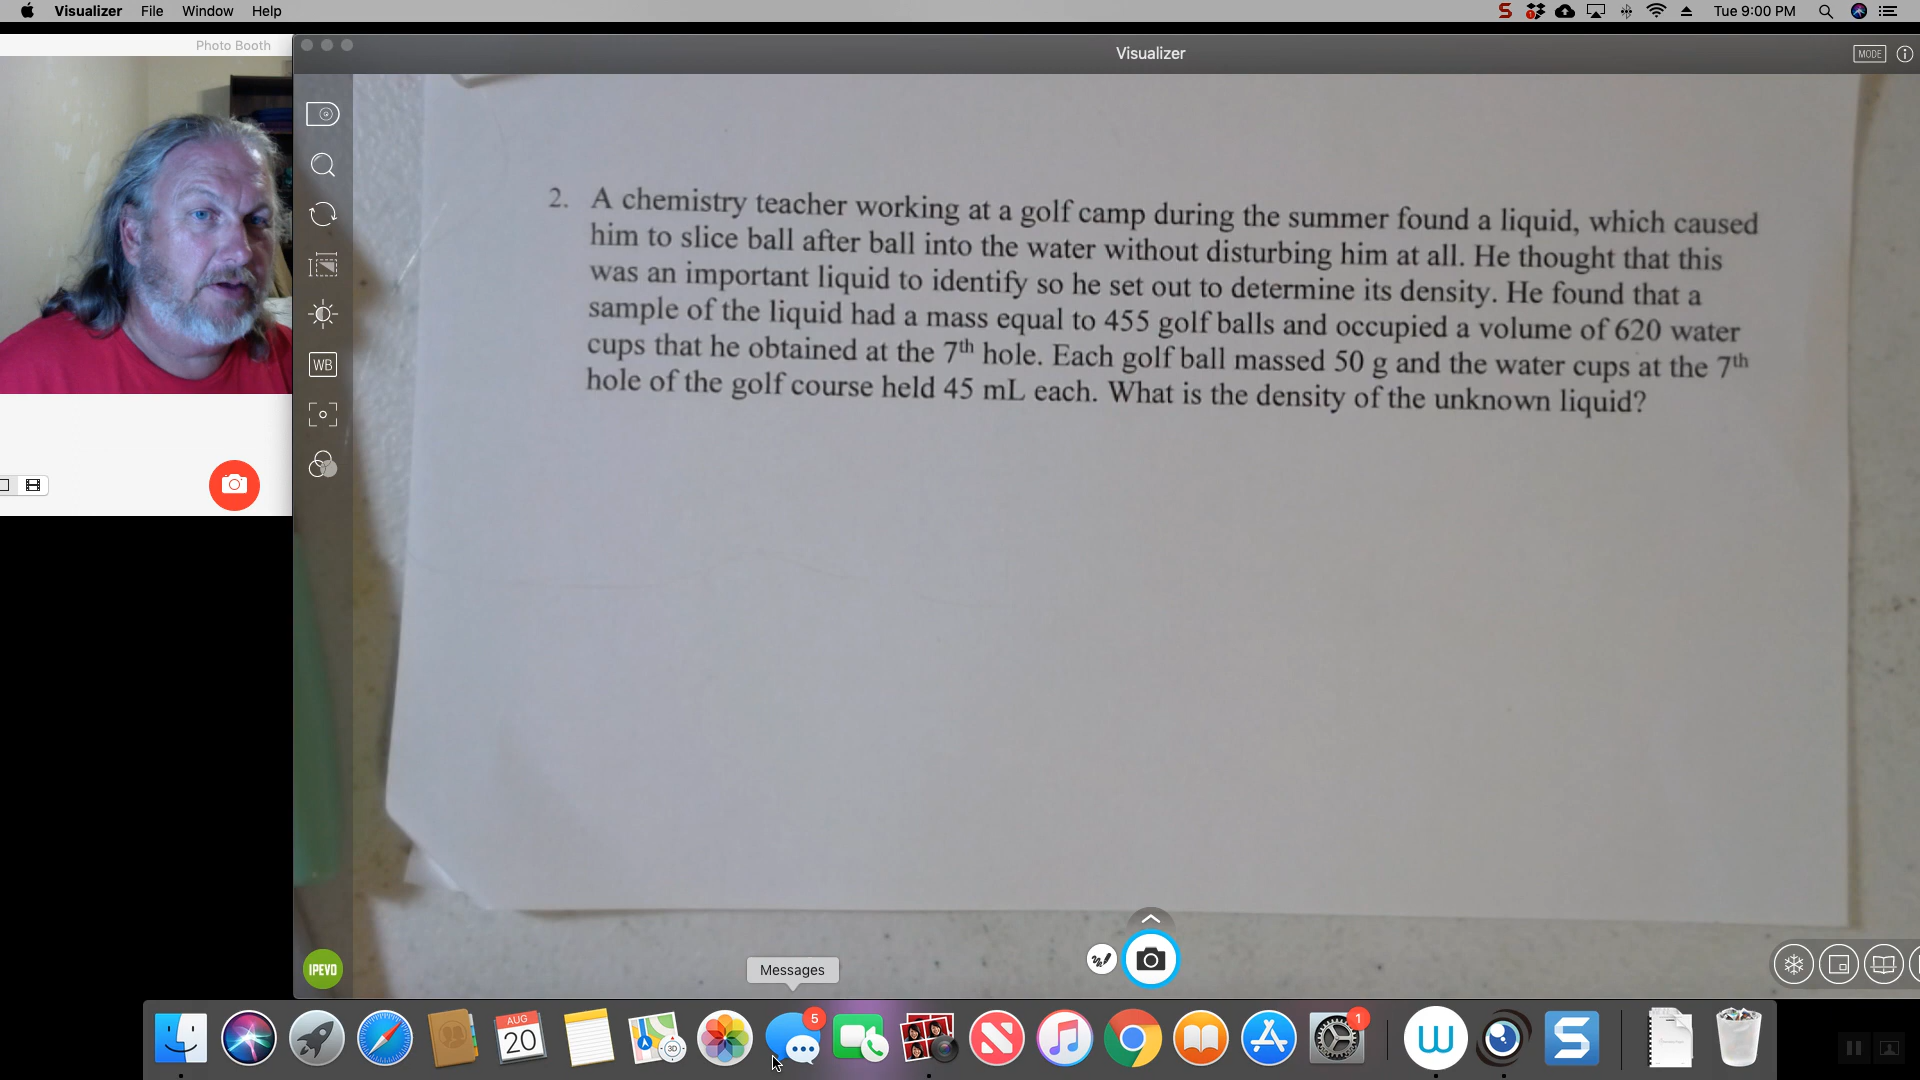 Visualizer File Window Help
Tue 9:00 PM
Photo Booth
Visualizer
MODE
WB
2. A chemistry teacher working at a golf camp during the summer found a liquid, which caused
him to slice ball after ball into the water without disturbing him at all. He thought that this
was an important liquid to identify so he set out to determine its density. He found that a
sample of the liquid had a mass equal to 455 golf balls and occupied a volume of 620 water
cups that he obtained at the 7th hole. Each golf ball massed 50 g and the water cups at the 7th
hole of the golf course held 45 mL each. What is the density of the unknown liquid?
IPEVO
Messages
AUG
20
3D
5
1